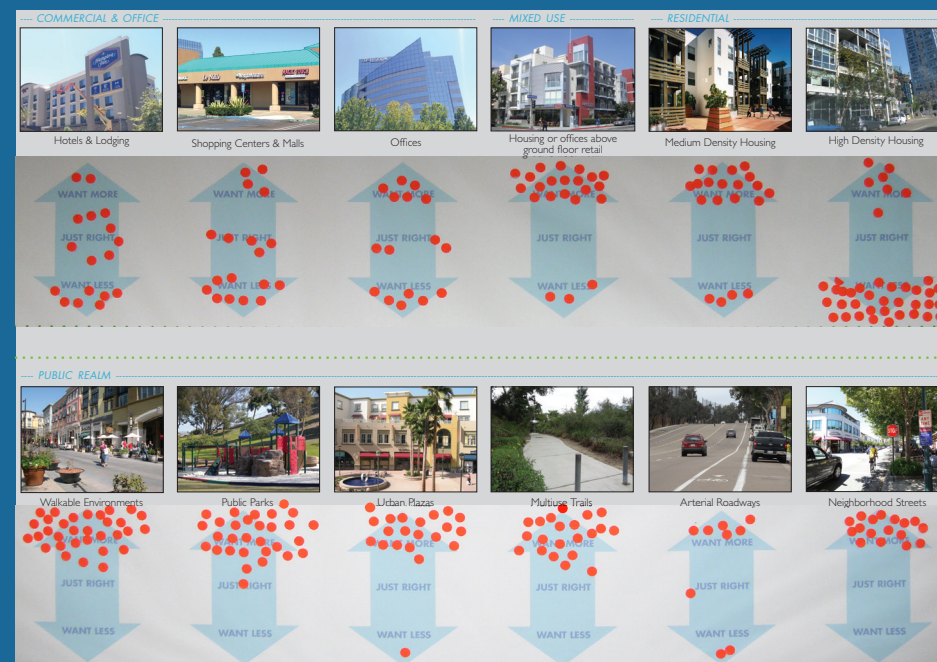 COMMERCIAL & OFFICE
MIXED USE
RESIDENTIAL
Hotels & Lodging
Shopping Centers & Malls
Offices
Housing or offices above
ground floor retail
Medium Density Housing
High Density Housing
WANT MORE
WANT MORE
WANT MORE
WANT MORE
WANT MORE
WANT MORE
JUST RIGHT
JUST RIGHT
JUST RIGHT
JUST RIGHT
JUST RIGHT
JUST RIGHT
WANT LESS
WANT LESS
WANT LESS
WANT LESS
WANT LESS
WANT LESS
PUBLIC REALM
Walkable Environments
Public Parks
Urban Plazas
Multiuse Trails
Arterial Roadways
Neighborhood Streets
WANT MORE
WANT MORE
WANT MORE
WANT MORE
WANT MORE
WANT MORE
JUST RIGHT
JUST RIGHT
JUST RIGHT
JUST RIGHT
JUST RIGHT
JUST RIGHT
WANT LESS
WANT LESS
WANT LESS
WANT LESS
WANT LESS
WANT LESS